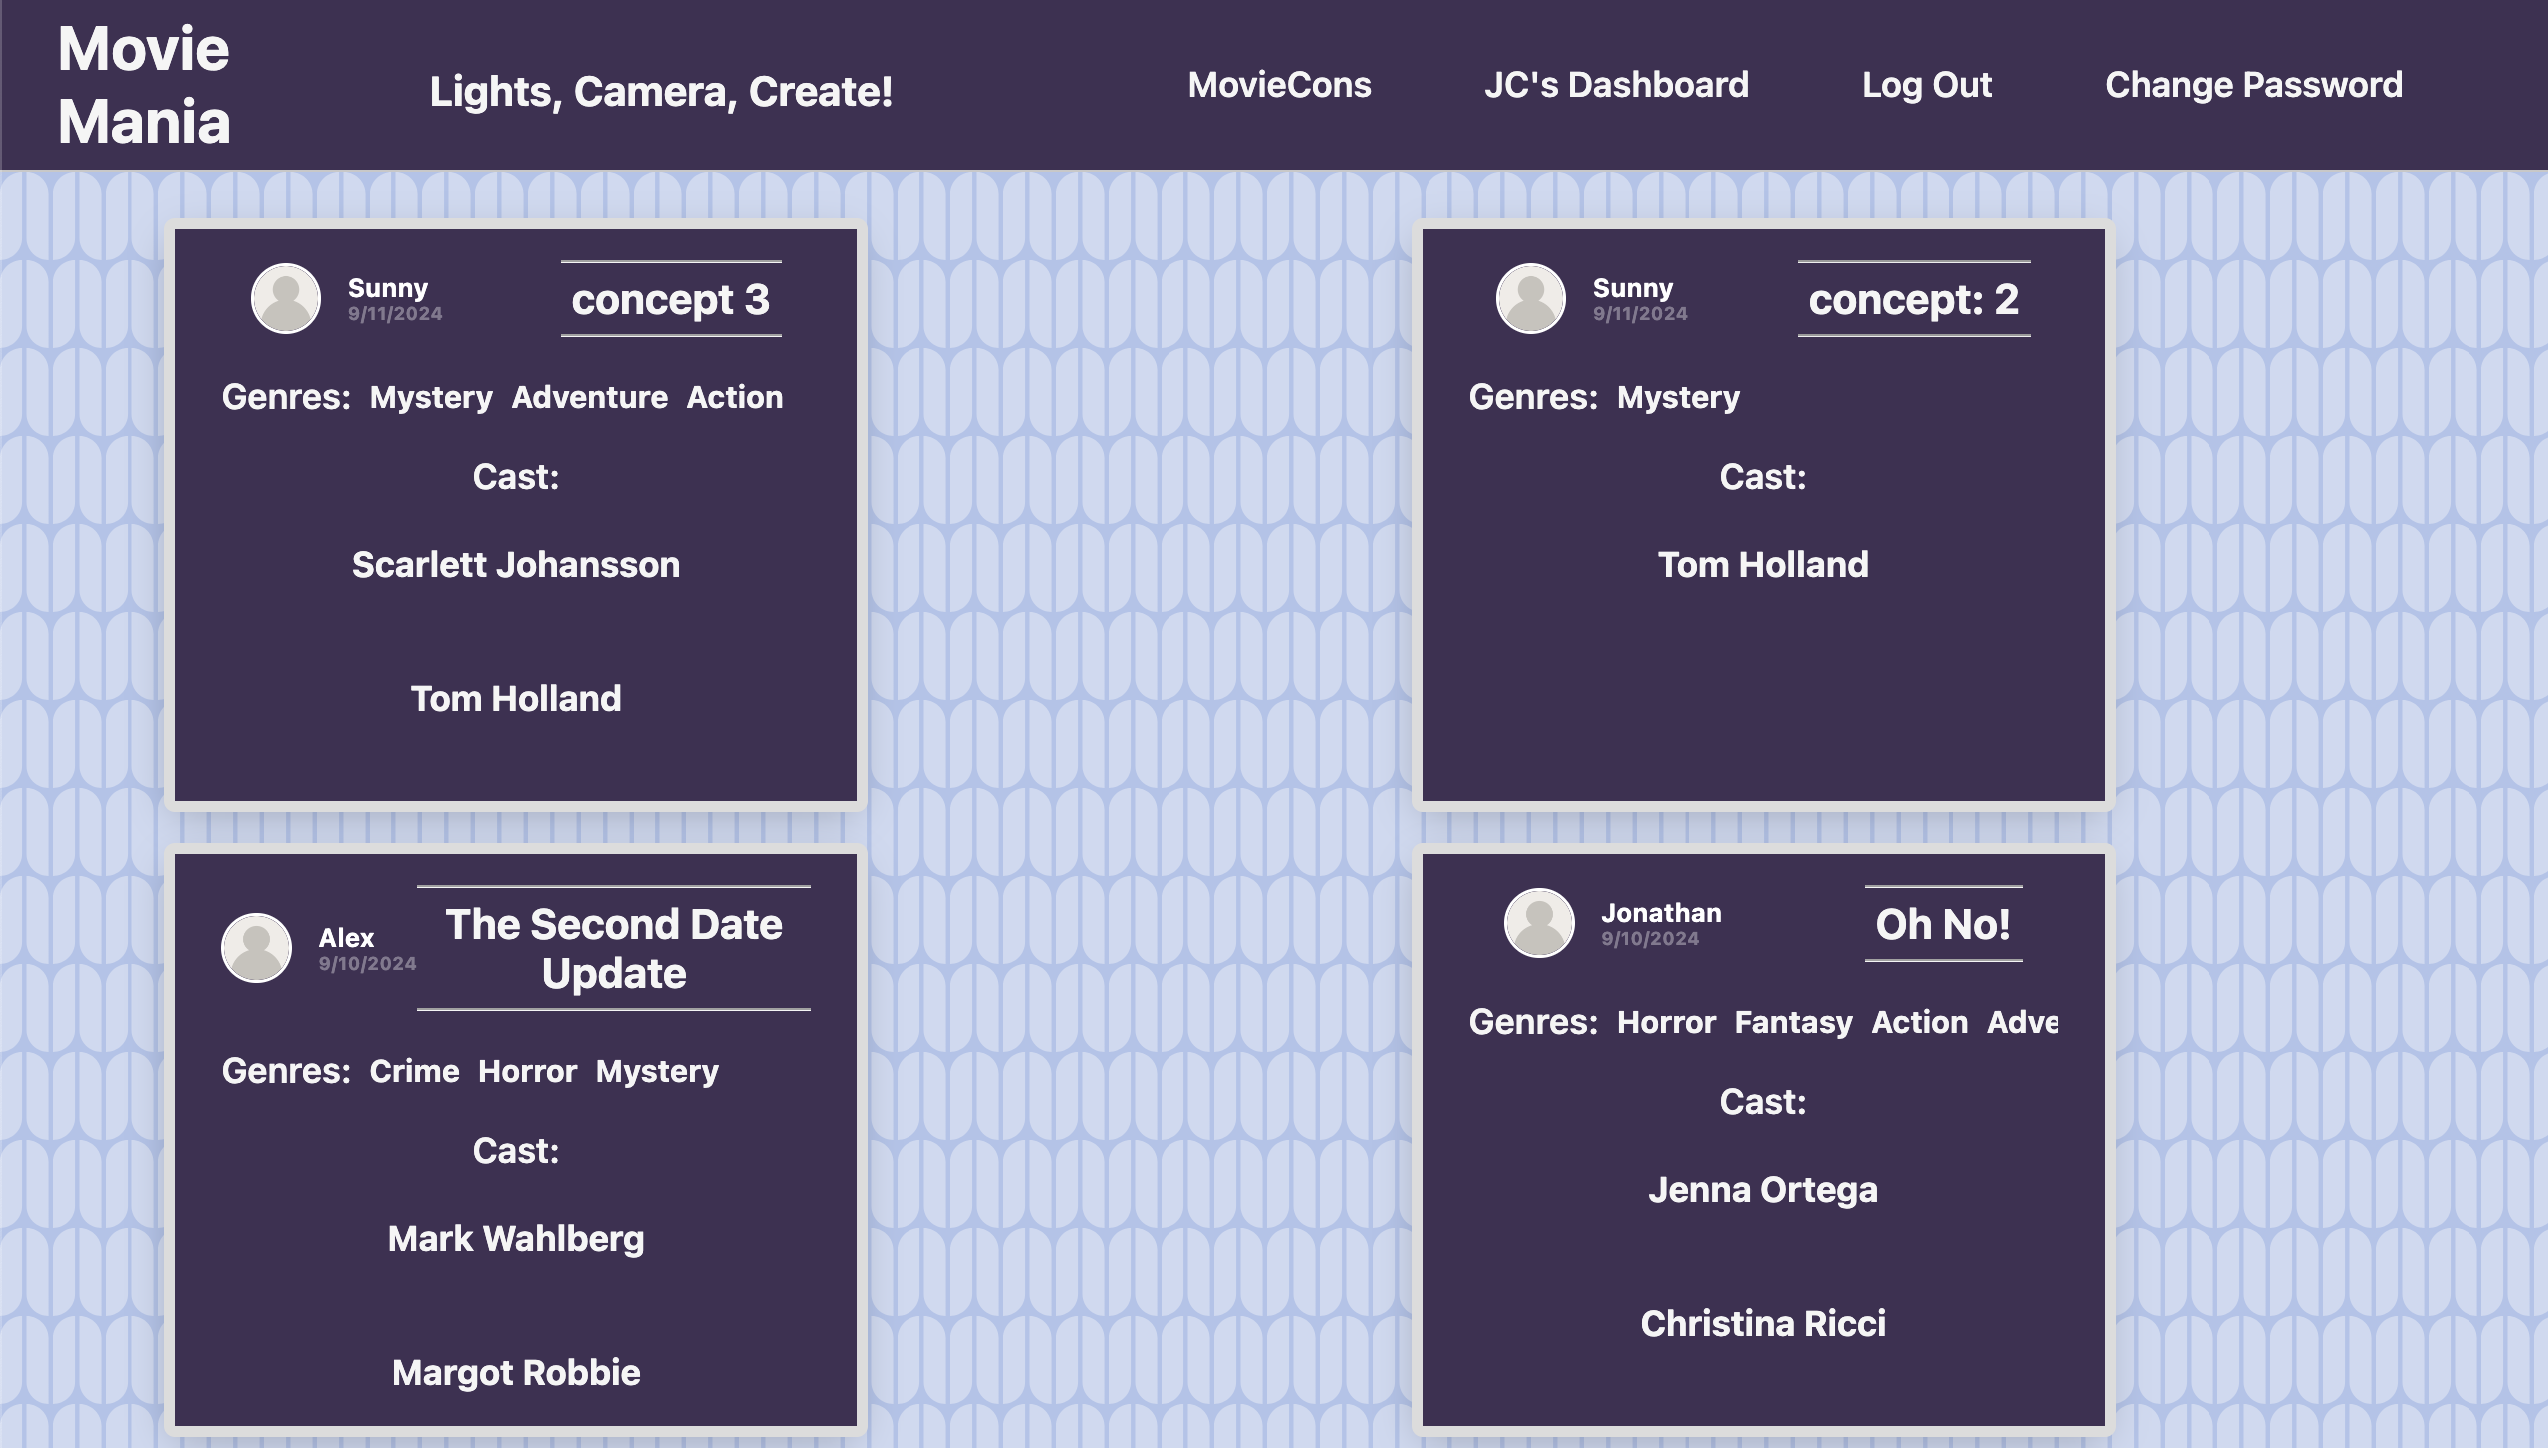 Movie
Mania
Lights, Camera, Create!
MovieCons
JC's Dashboard
Log Out
Change Password
Sunny
9/11/2024
concept 3
Genres: Mystery Adventure Action
Cast:
Scarlett Johansson
Tom Holland
Sunny
9/11/2024
concept: 2
Genres: Mystery
Cast:
Tom Holland
Alex
9/10/2024
The Second Date
Update
Genres: Crime Horror Mystery
Cast:
Mark Wahlberg
Margot Robbie
Jonathan
9/10/2024
Oh No!
Genres: Horror Fantasy Action Adve
Cast:
Jenna Ortega
Christina Ricci